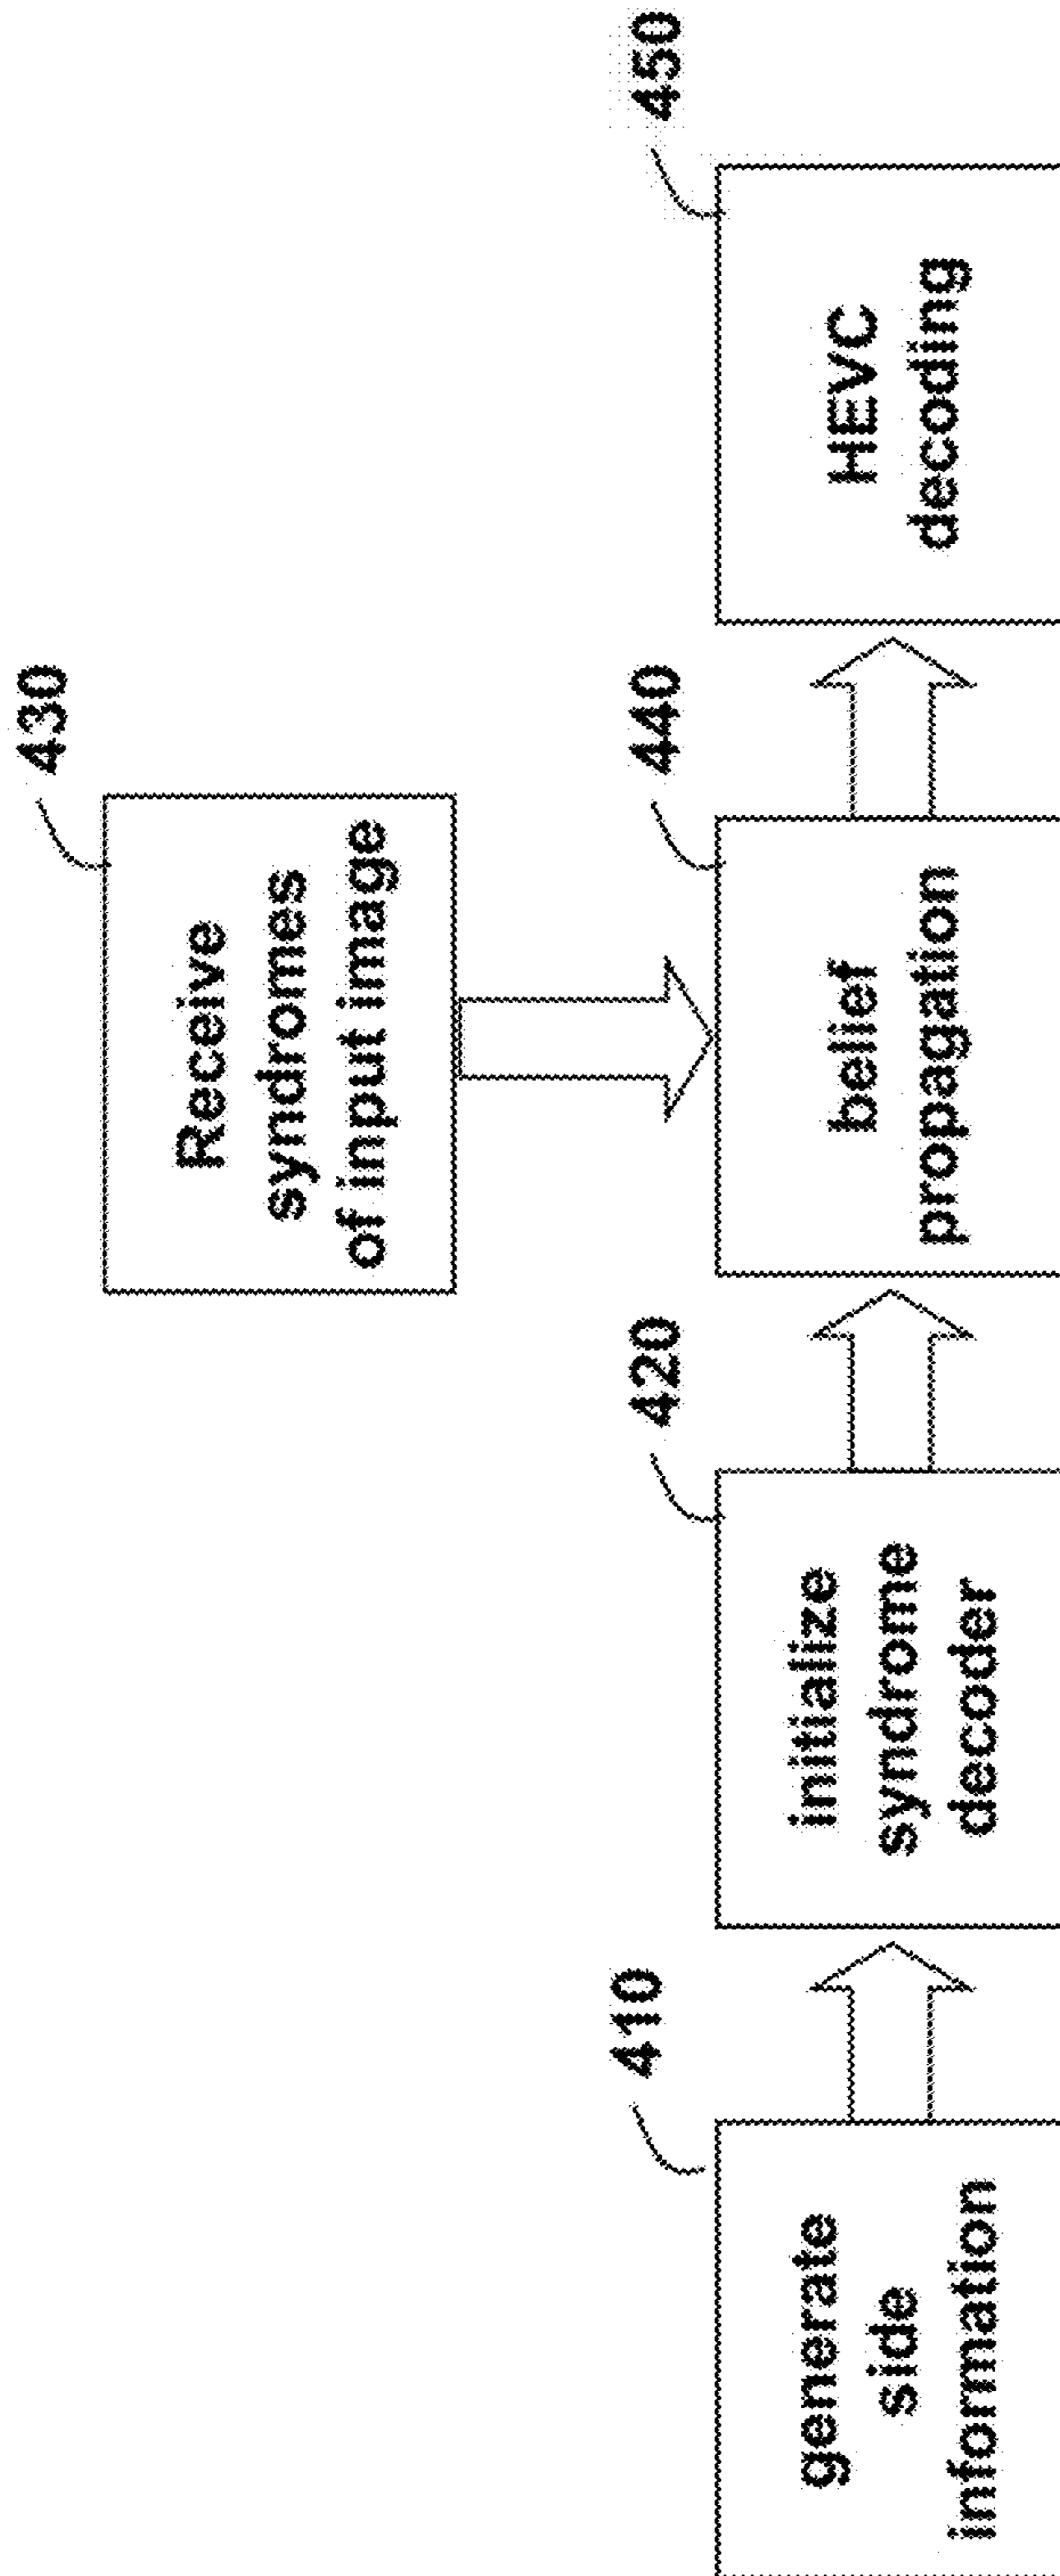 430
Receive
syndromes
of input image
410
generate
side
information
420
initialize
syndrome
decoder
440
belief
propagation
450
HEVC
decoding